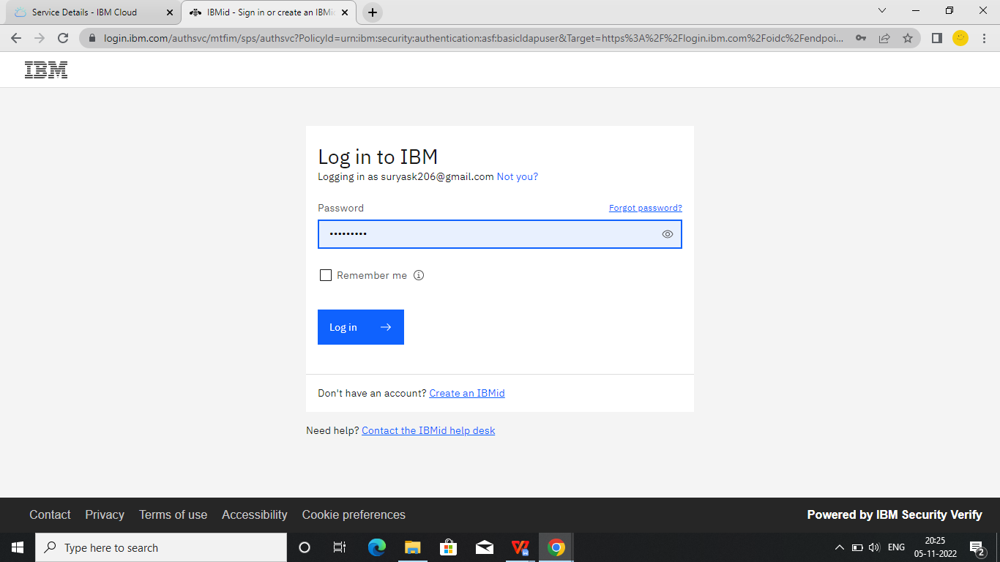 Service Details - IBM Cloud
IBMid - Sign in or create an IBMid
login.ibm.com/authsvc/mtfim/sps/authsvc?PolicyId=urn:ibm:security:authentication:asf:basicldapuser&Target=https%3A%2F%2Flogin.ibm.com%2Foidc%2Fendpoi...
IBM
Log in to IBM
Logging in as suryask206@gmail.com Not you?
Password Forgot password?
•••••••••
Remember me
Log in
Don't have an account? Create an IBMid
Need help? Contact the IBMid help desk
Contact Privacy Terms of use Accessibility Cookie preferences Powered by IBM Security Verify
Type here to search
ENG
20:25
05-11-2022
2